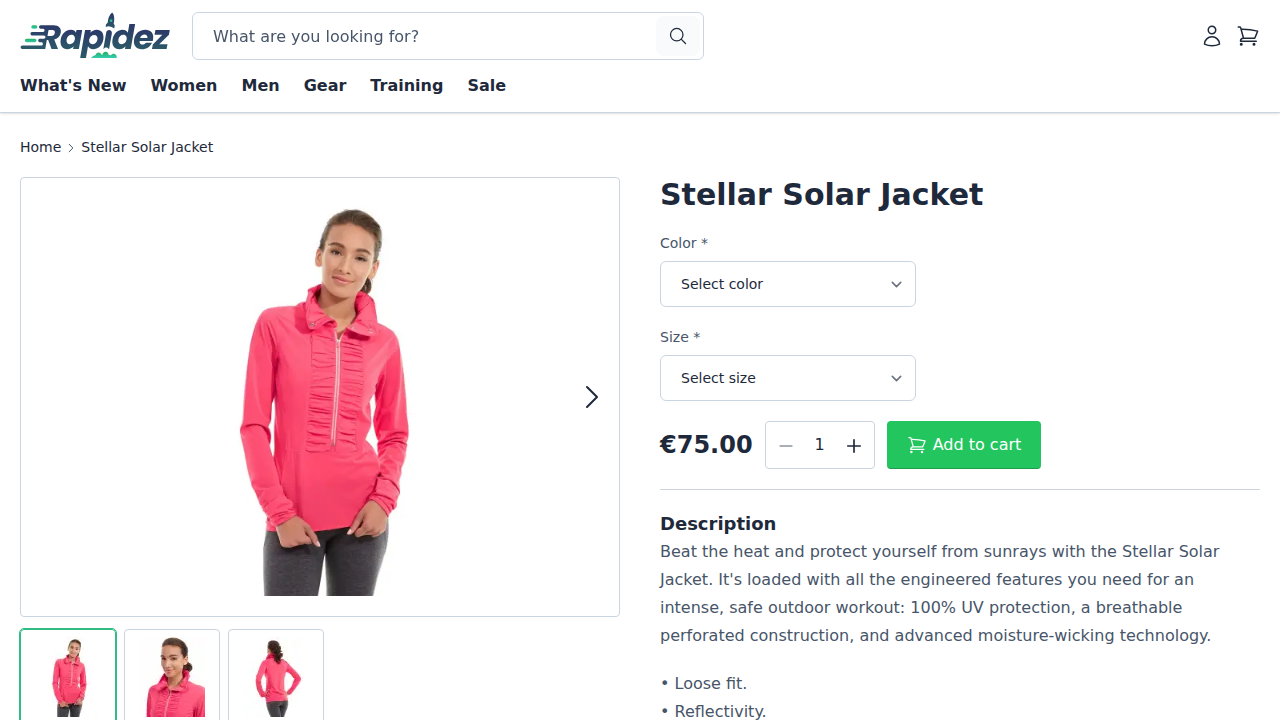 Rapidez
What are you looking for?
What's New
Women
Men
Gear
Training
Sale
Home
Stellar Solar Jacket
Stellar Solar Jacket
Color *
Select color
Size *
Select size
€75.00
1
Add to cart
Description
Beat the heat and protect yourself from sunrays with the Stellar Solar
Jacket. It's loaded with all the engineered features you need for an
intense, safe outdoor workout: 100% UV protection, a breathable
perforated construction, and advanced moisture-wicking technology.
• Loose fit.
• Reflectivity.